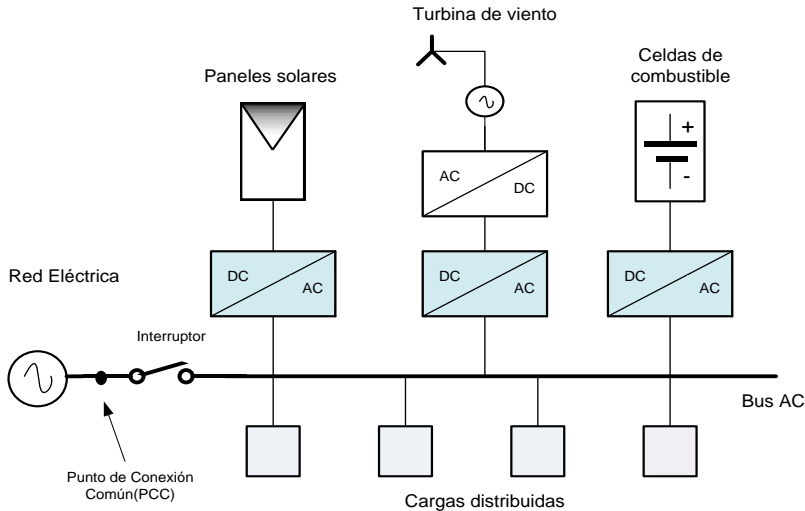 Turbina de viento
Paneles solares
Celdas de
combustible
+
-
AC
DC
DC
AC
DC
AC
DC
AC
Red Eléctrica
Interruptor
Bus AC
Punto de Conexión
Común(PCC)
Cargas distribuidas